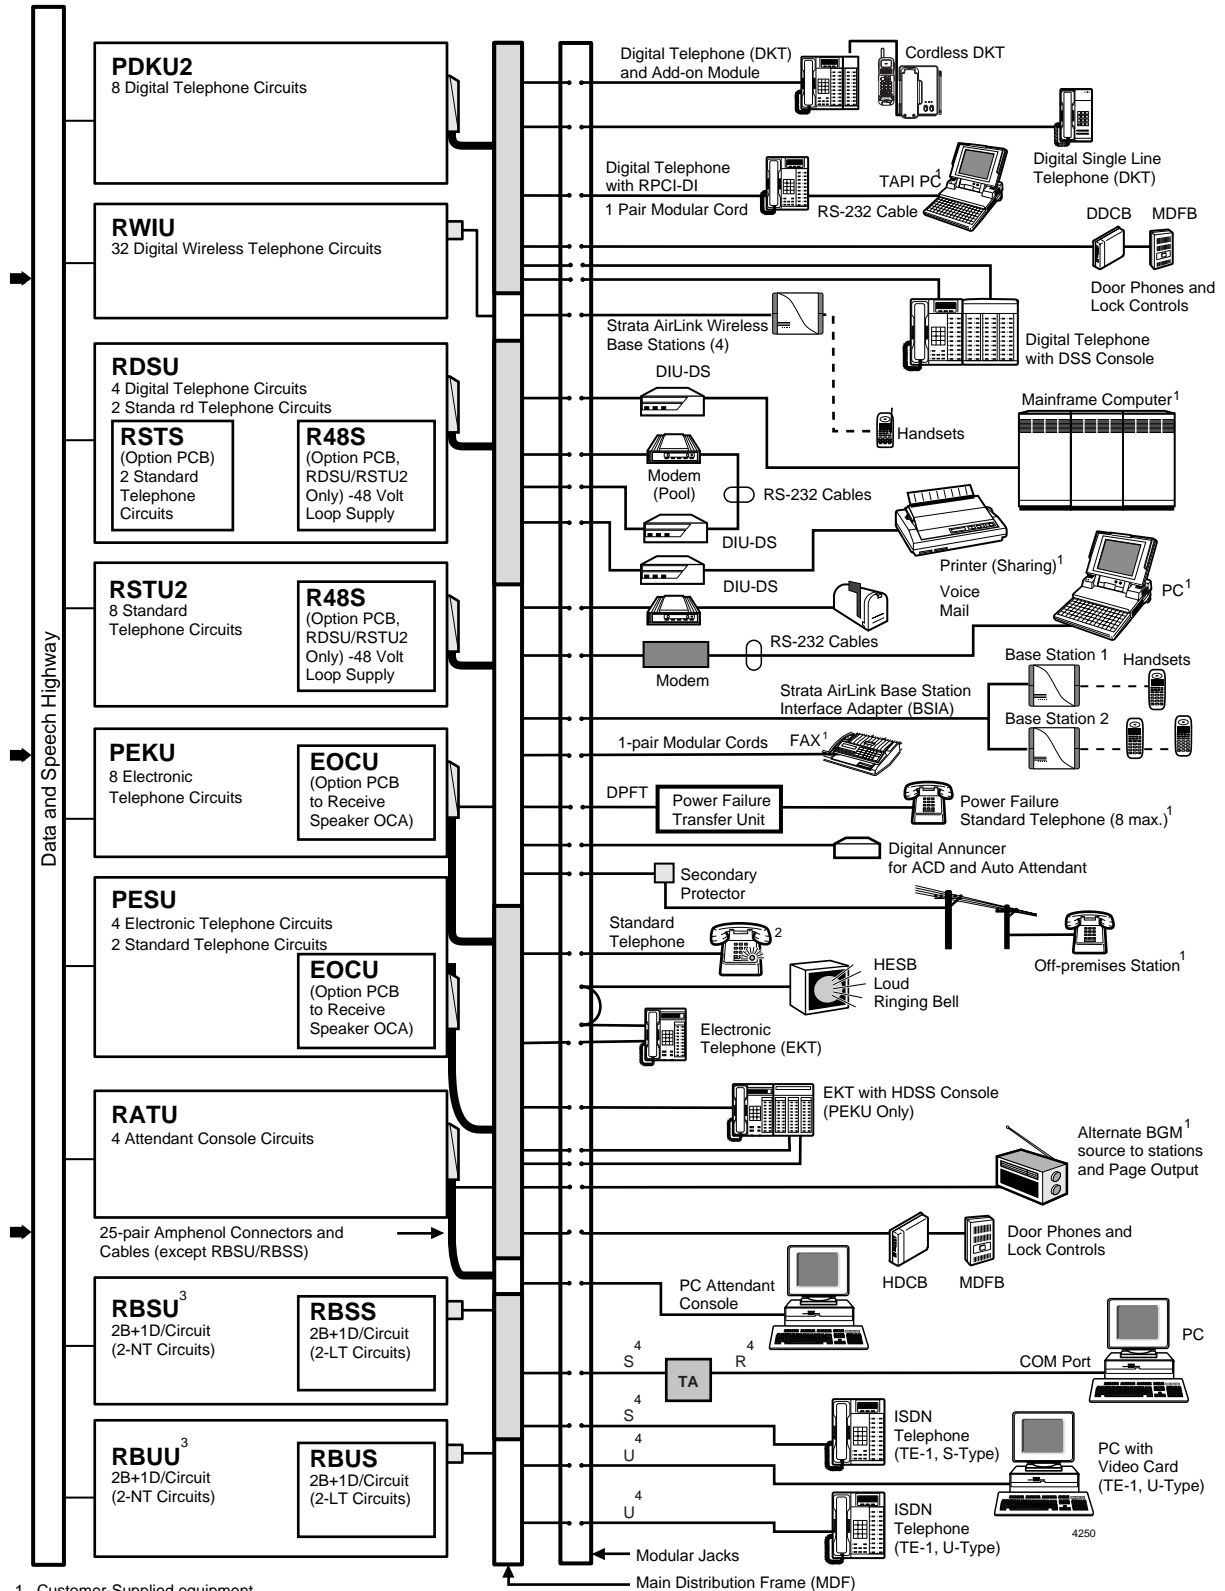 PDKU2
8 Digital Telephone Circuits
RWIU
32 Digital Wireless Telephone Circuits
RDSU
4 Digital Telephone Circuits
2 Standa rd Telephone Circuits
RSTS
(Option PCB)
2 Standard
Telephone
Circuits
R48S
(Option PCB,
RDSU/RSTU2
Only) -48 Volt
Loop Supply
RSTU2
8 Standard
Telephone Circuits
R48S
(Option PCB,
RDSU/RSTU2
Only) -48 Volt
Loop Supply
Data and Speech Highway
PEKU
8 Electronic
Telephone Circuits
EOCU
(Option PCB
to Receive
Speaker OCA)
PESU
4 Electronic Telephone Circuits
2 Standard Telephone Circuits
EOCU
(Option PCB
to Receive
Speaker OCA)
RATU
4 Attendant Console Circuits
25-pair Amphenol Connectors and
Cables (except RBSU/RBSS)
RBSU3
2B+1D/Circuit
(2-NT Circuits)
RBSS
2B+1D/Circuit
(2-LT Circuits)
RBUU3
2B+1D/Circuit
(2-NT Circuits)
RBUS
2B+1D/Circuit
(2-LT Circuits)
Digital Telephone (DKT)
and Add-on Module
Cordless DKT
Digital Single Line
Telephone (DKT)
Digital Telephone
with RPCI-DI
1 Pair Modular Cord
TAPI PC1
RS-232 Cable
DDCB
MDFB
Door Phones and
Lock Controls
Strata AirLink Wireless
Base Stations (4)
Digital Telephone
with DSS Console
DIU-DS
Handsets
Mainframe Computer1
Modem
(Pool)
RS-232 Cables
DIU-DS
DIU-DS
Printer (Sharing)1
Voice
Mail
PC1
RS-232 Cables
Modem
Base Station 1
Handsets
Strata AirLink Base Station
Interface Adapter (BSIA)
Base Station 2
1-pair Modular Cords
FAX1
DPFT
Power Failure
Transfer Unit
Power Failure
Standard Telephone (8 max.)1
Digital Annuncer
for ACD and Auto Attendant
Secondary
Protector
Standard
Telephone
2
Off-premises Station1
HESB
Loud
Ringing Bell
Electronic
Telephone (EKT)
EKT with HDSS Console
(PEKU Only)
Alternate BGM1
source to stations
and Page Output
Door Phones and
Lock Controls
HDCB
MDFB
PC Attendant
Console
4
S
TA
4
R
COM Port
PC
4
S
ISDN
Telephone
(TE-1, S-Type)
4
U
PC with
Video Card
(TE-1, U-Type)
4
U
ISDN
Telephone
(TE-1, U-Type)
4250
Modular Jacks
Main Distribution Frame (MDF)
1 Customer-Supplied equipment